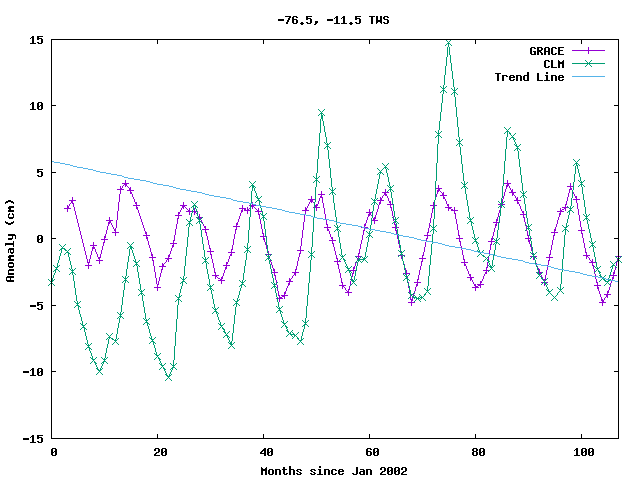 -76.5, -11.5 TWS
GRACE
CLM
Trend Line
15
10
5
0
-5
-10
-15
Anomaly (cm)
0 20 40 60 80 100
Months since Jan 2002